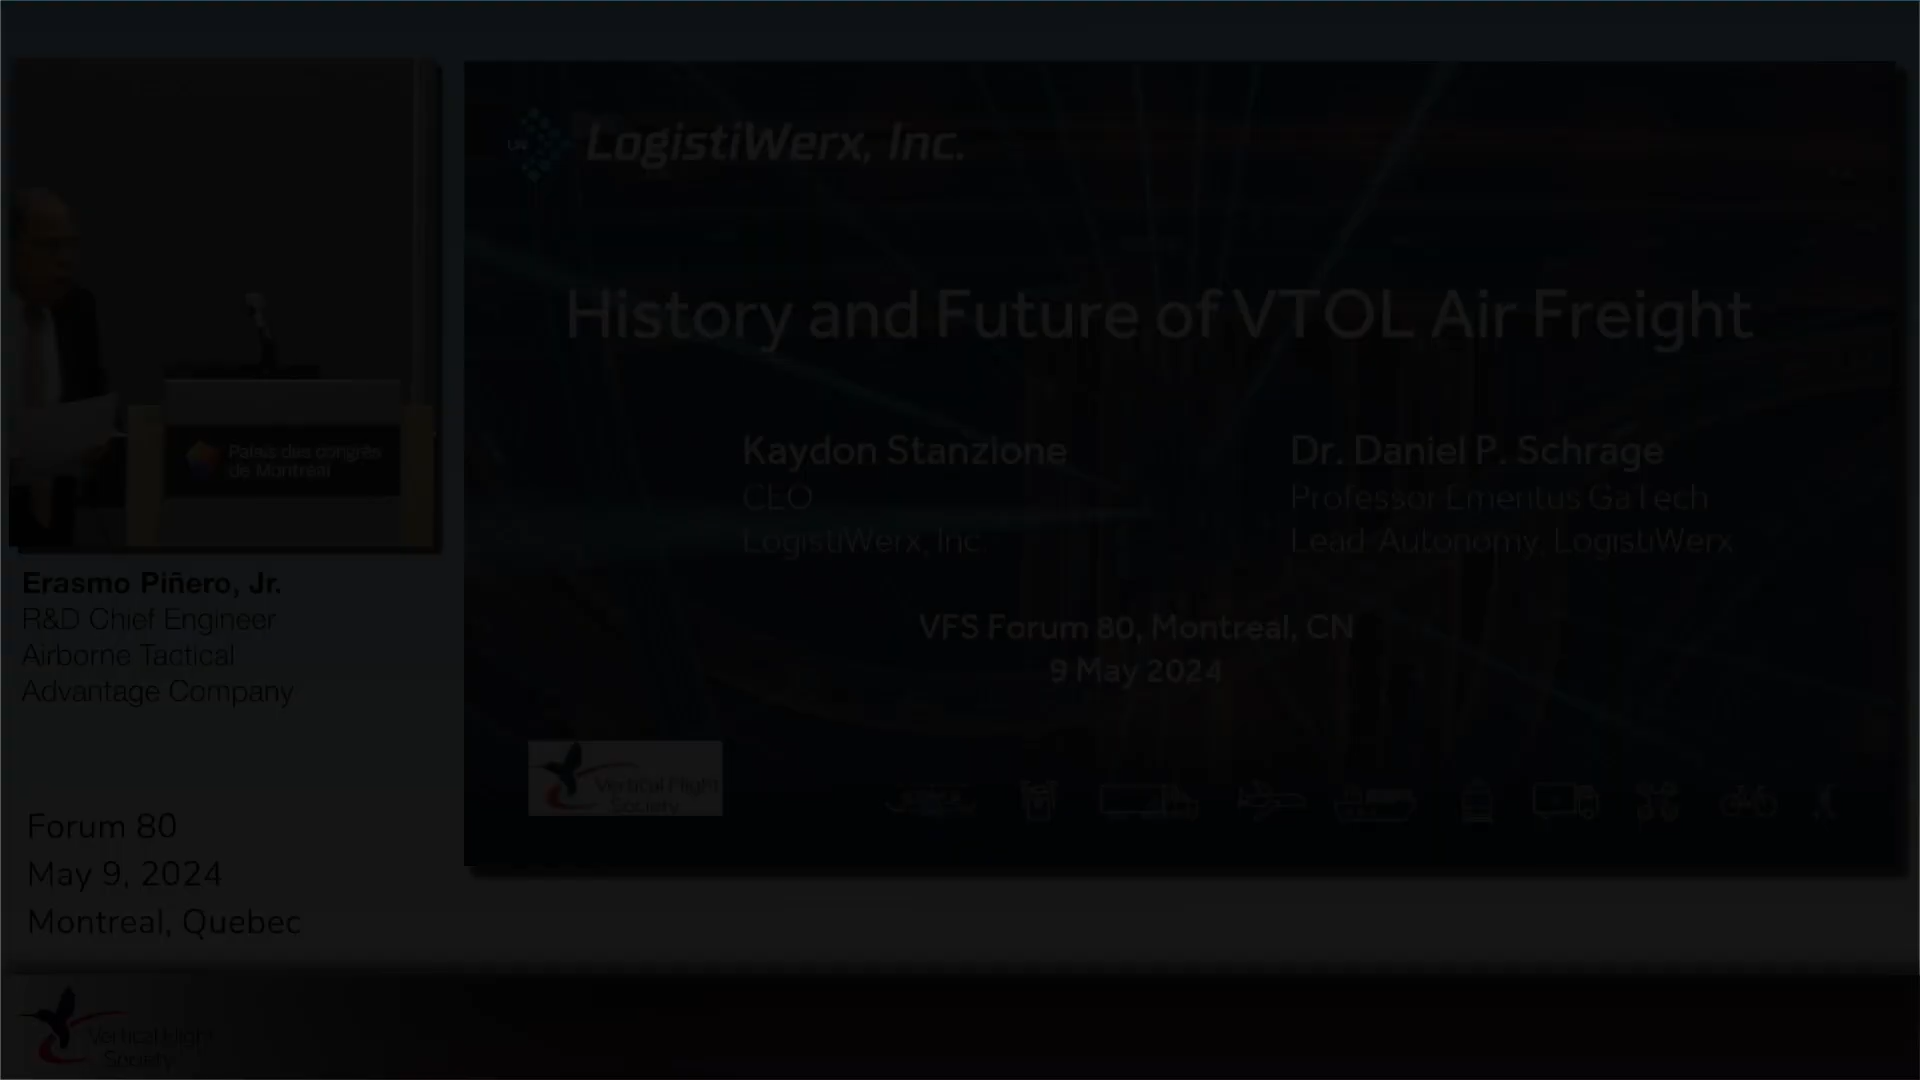 LogistiWerx, Inc.
History and Future of VTOL Air Freight
Kaydon Stanzione
CEO
LogistiWerx, Inc.
Dr. Daniel P. Schrage
Professor Emeritus GaTech
Lead-Autonomy, LogistiWerx
VFS Forum 80, Montreal, CN
9 May 2024
Vertical Flight
Society
Palais des congrès
de Montréal
Erasmo Piñero, Jr.
R&D Chief Engineer
Airborne Tactical
Advantage Company
Forum 80
May 9, 2024
Montreal, Quebec
Vertical Flight
Society